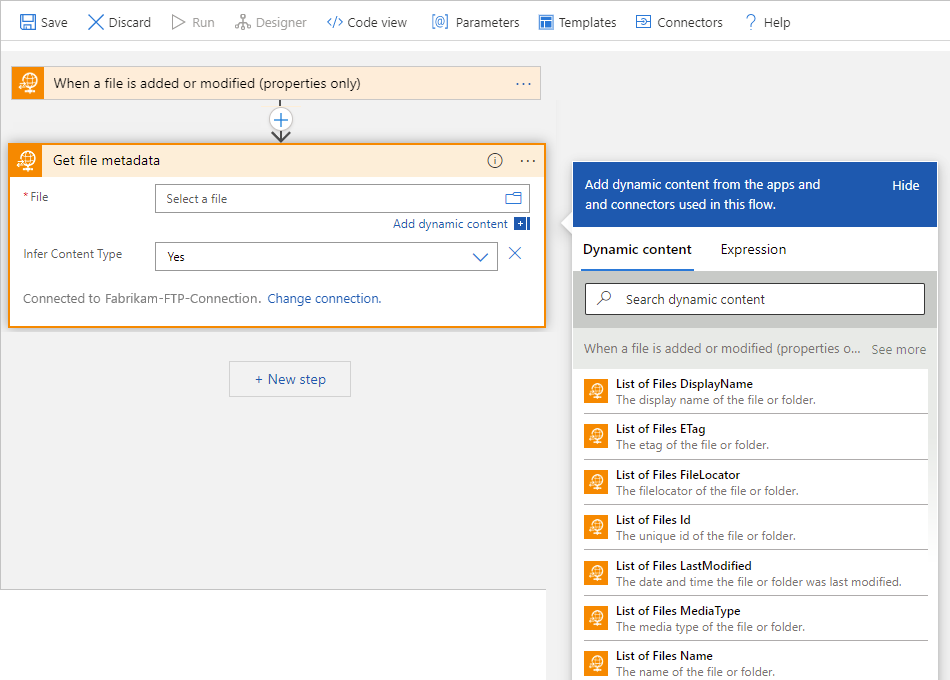 Save Discard Run Designer Code view Parameters Templates Connectors Help
When a file is added or modified (properties only)
Get file metadata
* File
Select a file
Add dynamic content
Infer Content Type
Yes
Connected to Fabrikam-FTP-Connection. Change connection.
+ New step
Add dynamic content from the apps and
and connectors used in this flow.
Hide
Dynamic content Expression
Search dynamic content
When a file is added or modified (properties o... See more
List of Files DisplayName
The display name of the file or folder.
List of Files ETag
The etag of the file or folder.
List of Files FileLocator
The filelocator of the file or folder.
List of Files Id
The unique id of the file or folder.
List of Files LastModified
The date and time the file or folder was last modified.
List of Files MediaType
The media type of the file or folder.
List of Files Name
The name of the file or folder.